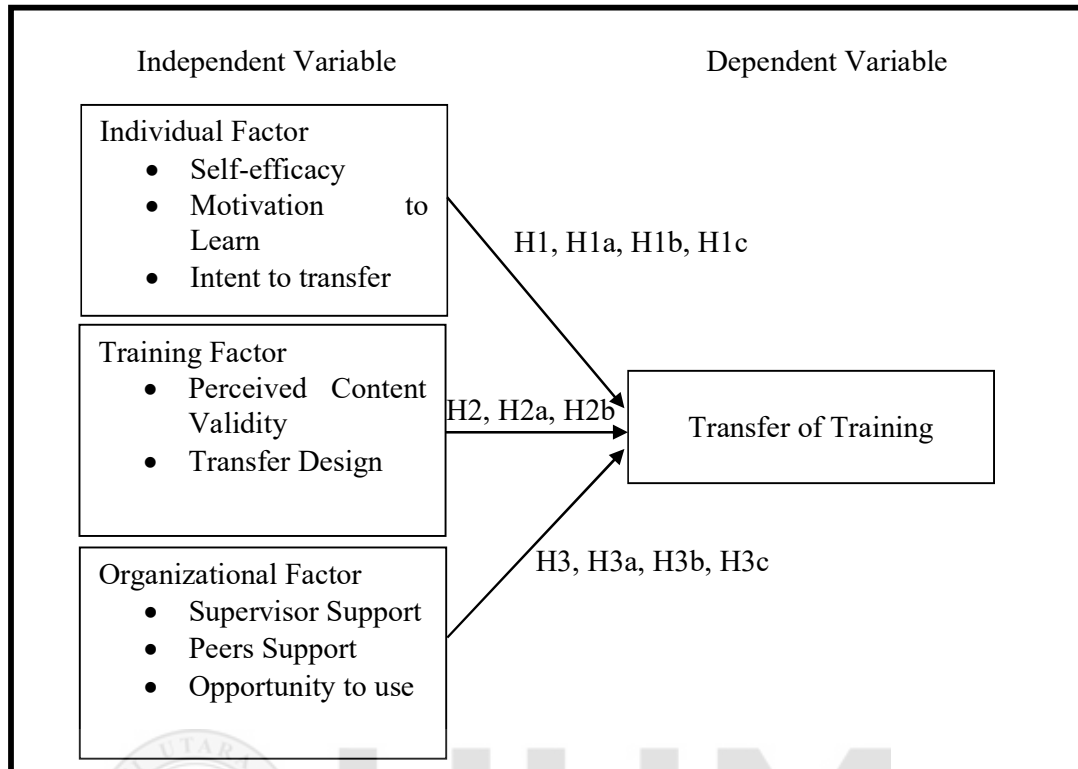 Independent Variable
Dependent Variable
Individual Factor
• Self-efficacy
• Motivation to
Learn
• Intent to transfer
H1, H1a, H1b, H1c
Training Factor
• Perceived Content
Validity
• Transfer Design
H2, H2a, H2b
Transfer of Training
Organizational Factor
• Supervisor Support
• Peers Support
• Opportunity to use
H3, H3a, H3b, H3c
UTARA